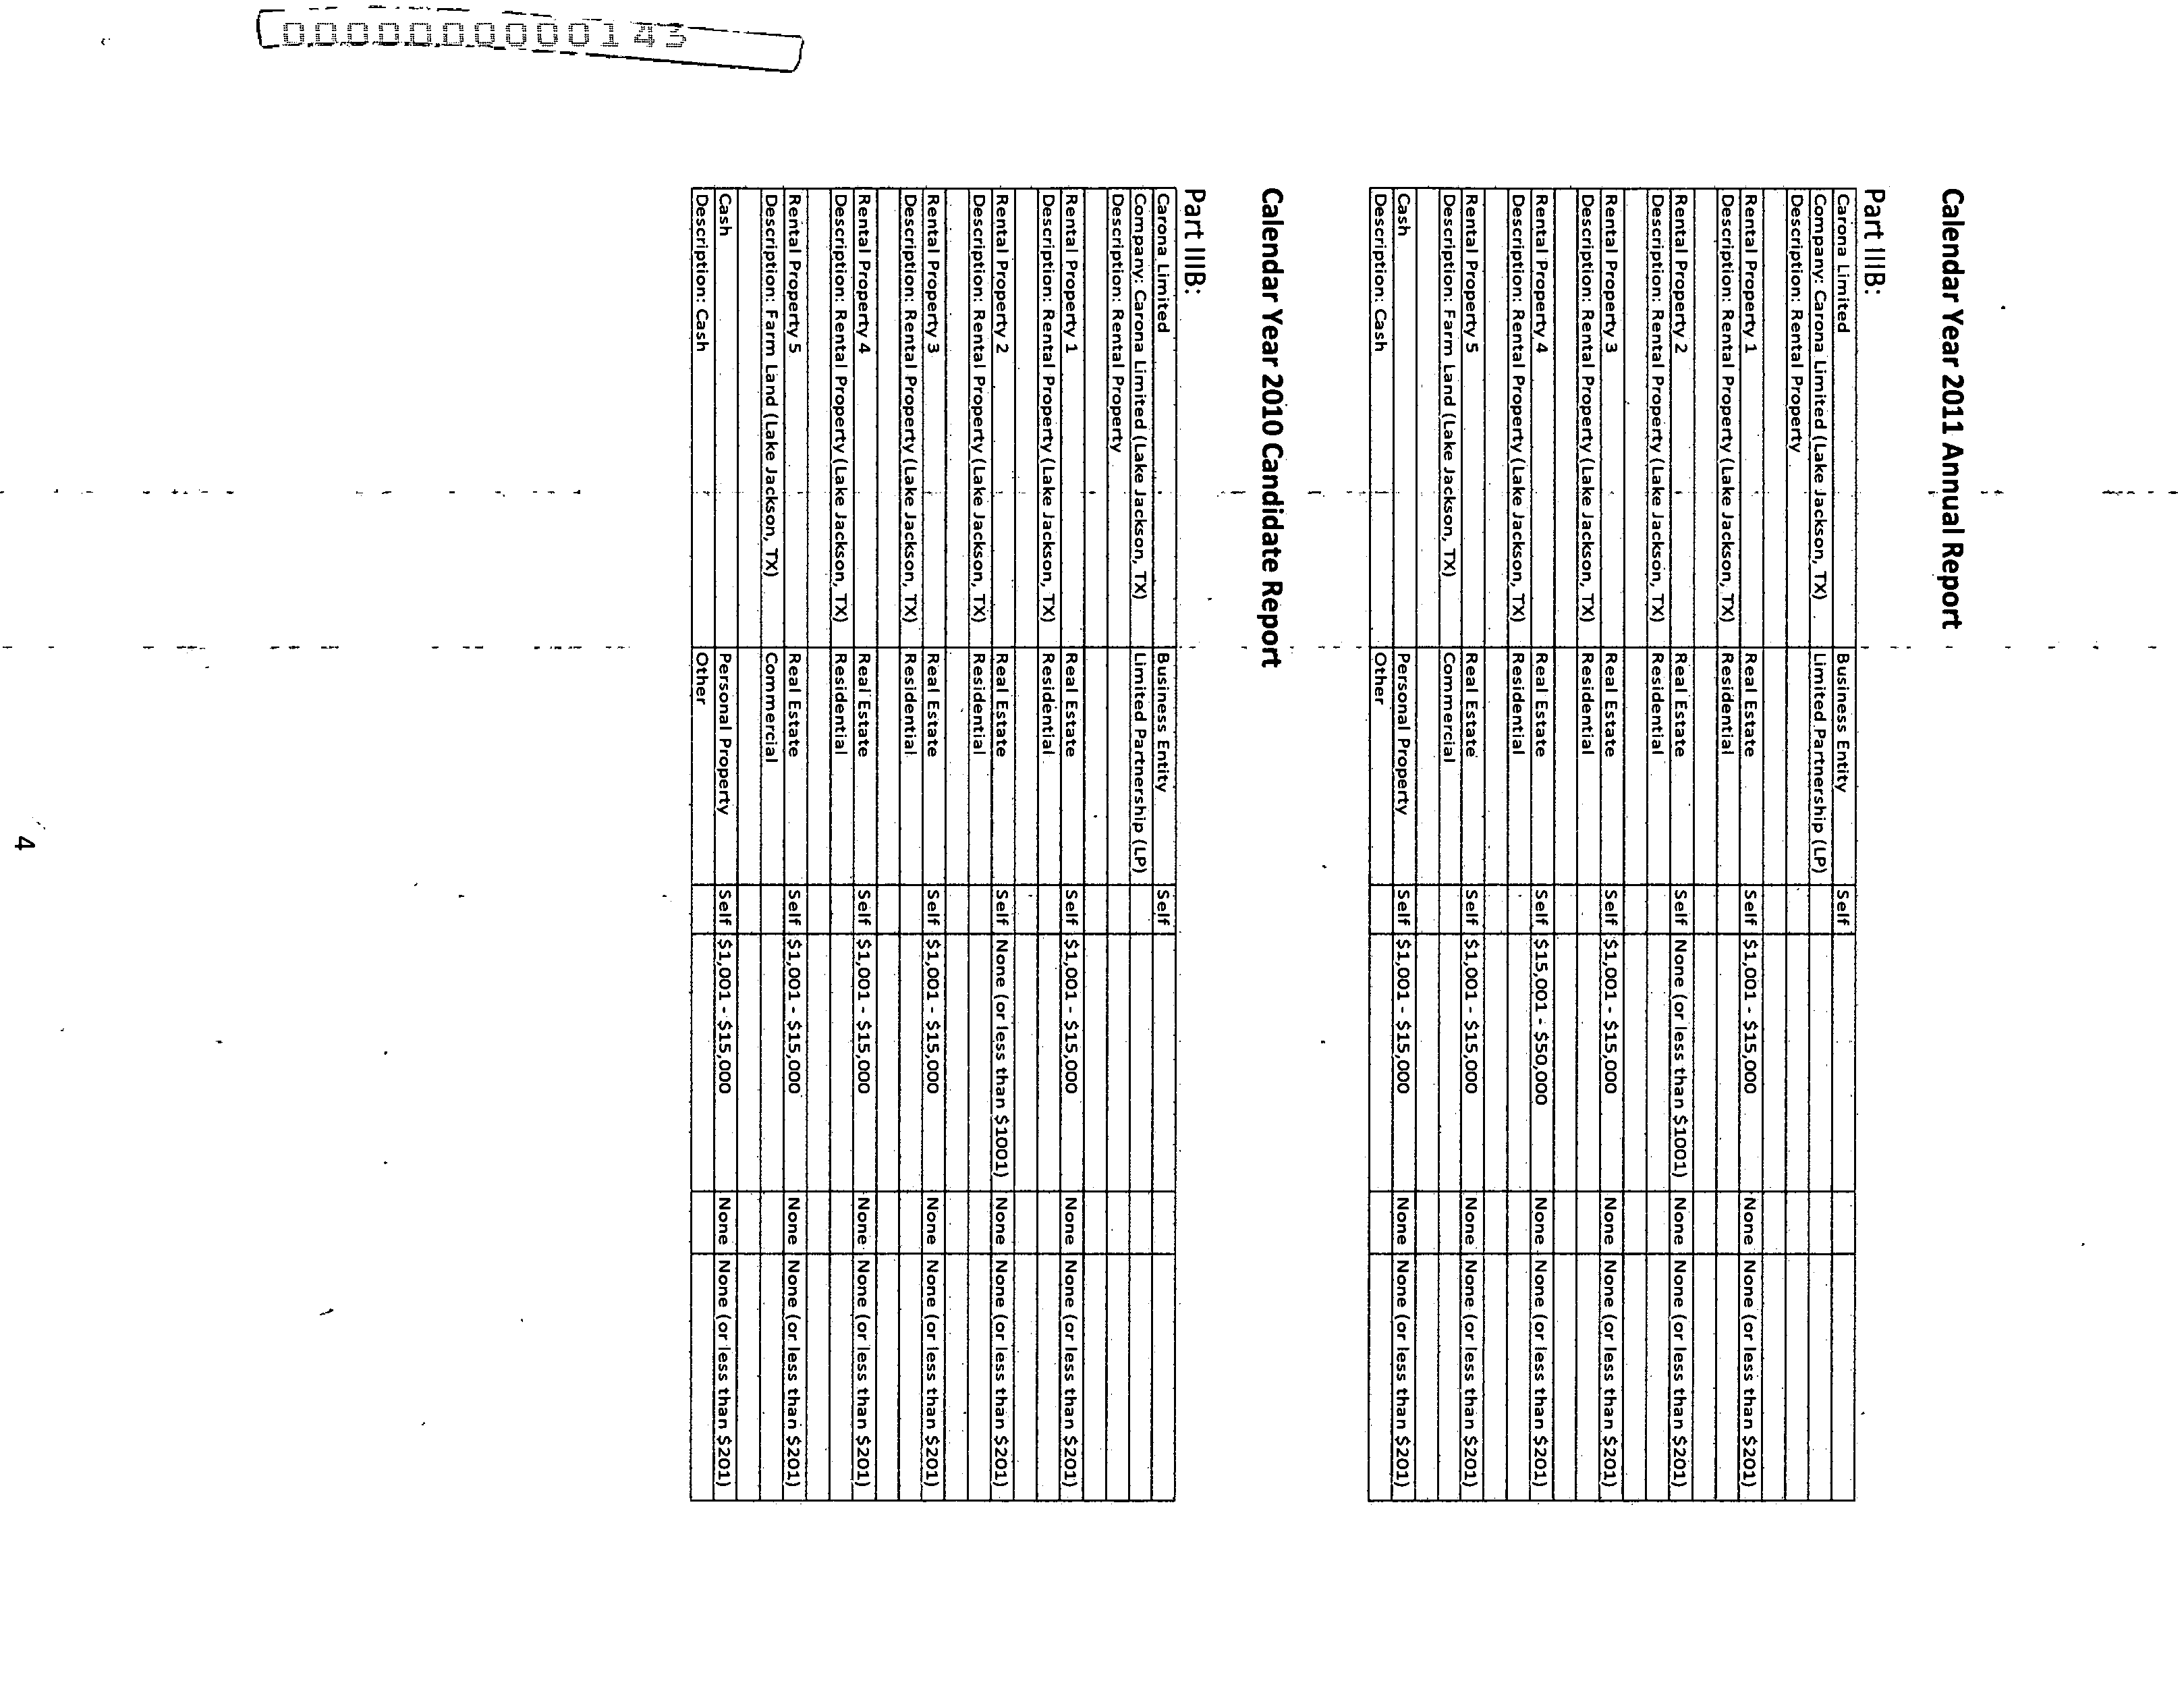 0000000000143
Calendar Year 2011 Annual Report
Part IIIB:
Carona Limited Business Entity Self
Company: Carona Limited (Lake Jackson, TX) Limited Partnership (LP)
Description: Rental Property
Rental Property 1 Real Estate Self $1,001 - $15,000 None None (or less than $201)
Description: Rental Property (Lake Jackson, TX) Residential
Rental Property 2 Real Estate Self None (or less than $1001) None None (or less than $201)
Description: Rental Property (Lake Jackson, TX) Residential
Rental Property 3 Real Estate Self $1,001 - $15,000 None None (or less than $201)
Description: Rental Property (Lake Jackson, TX) Residential
Rental Property 4 Real Estate Self $15,001 - $50,000 None None (or less than $201)
Description: Rental Property (Lake Jackson, TX) Residential
Rental Property 5 Real Estate Self $1,001 - $15,000 None None (or less than $201)
Description: Farm Land (Lake Jackson, TX) Commercial
Cash Personal Property Self $1,001 - $15,000 None None (or less than $201)
Description: Cash Other
Calendar Year 2010 Candidate Report
Part IIIB:
Carona Limited Business Entity Self
Company: Carona Limited (Lake Jackson, TX) Limited Partnership (LP)
Description: Rental Property
Rental Property 1 Real Estate Self $1,001 - $15,000 None None (or less than $201)
Description: Rental Property (Lake Jackson, TX) Residential
Rental Property 2 Real Estate Self None (or less than $1001) None None (or less than $201)
Description: Rental Property (Lake Jackson, TX) Residential
Rental Property 3 Real Estate Self $1,001 - $15,000 None None (or less than $201)
Description: Rental Property (Lake Jackson, TX) Residential
Rental Property 4 Real Estate Self $1,001 - $15,000 None None (or less than $201)
Description: Rental Property (Lake Jackson, TX) Residential
Rental Property 5 Real Estate Self $1,001 - $15,000 None None (or less than $201)
Description: Farm Land (Lake Jackson, TX) Commercial
Cash Personal Property Self $1,001 - $15,000 None None (or less than $201)
Description: Cash Other
4